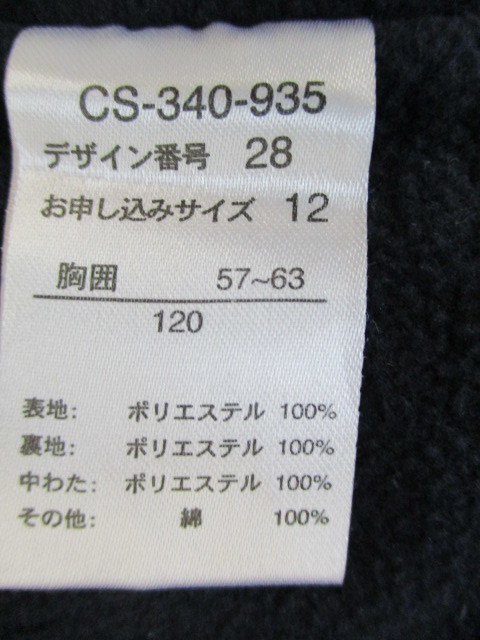 CS-340-935
デザイン番号 28
お申し込みサイズ 12
胸囲 57~63
120
表地: ポリエステル 100%
裏地: ポリエステル 100%
中わた: ポリエステル 100%
その他: 綿 100%